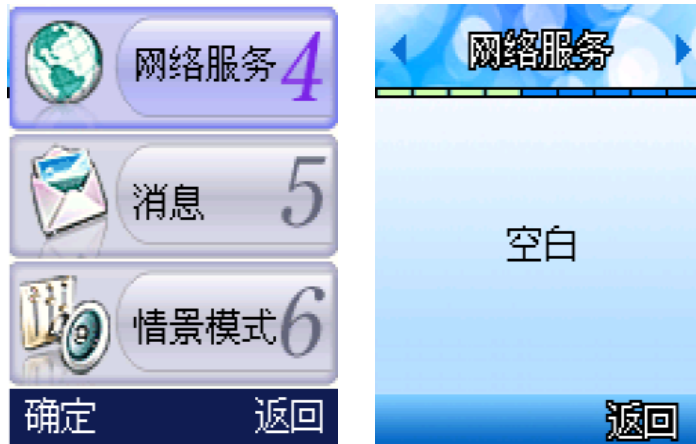 网络服务 4
消息 5
情景模式 6
确定 返回
网络服务
空白
返回